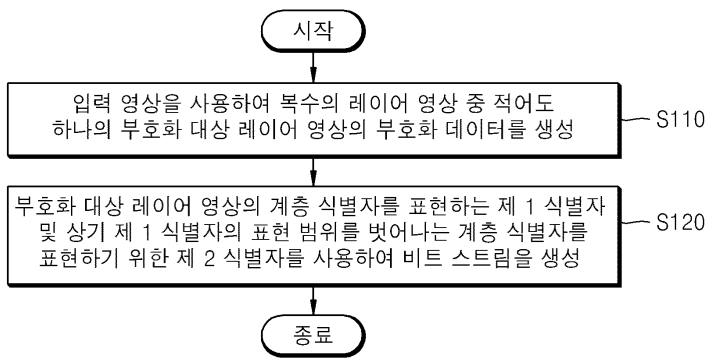 시작
입력 영상을 사용하여 복수의 레이어 영상 중 적어도
하나의 부호화 대상 레이어 영상의 부호화 데이터를 생성
S110
부호화 대상 레이어 영상의 계층 식별자를 표현하는 제 1 식별자
및 상기 제 1 식별자의 표현 범위를 벗어나는 계층 식별자를
표현하기 위한 제 2 식별자를 사용하여 비트 스트림을 생성
S120
종료